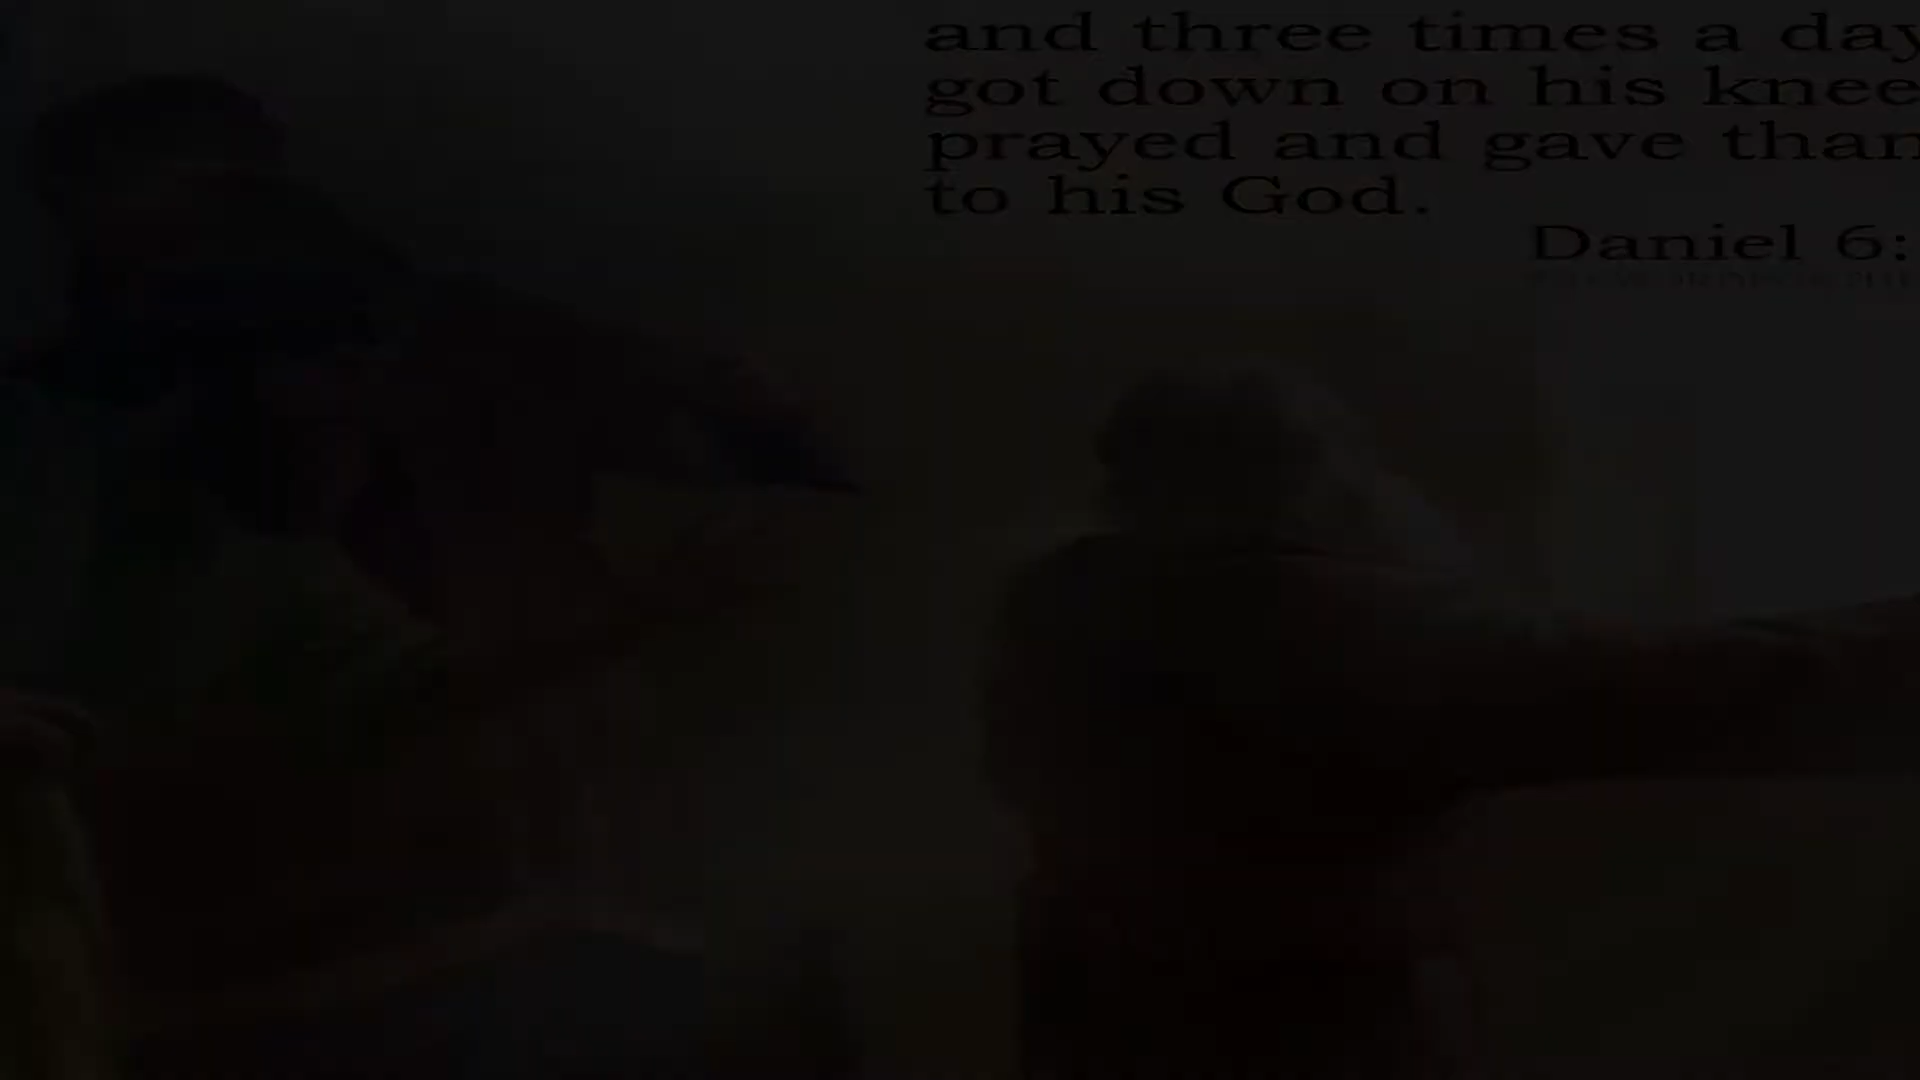 and three times a day
got down on his knee
prayed and gave than
to his God.
Daniel 6: